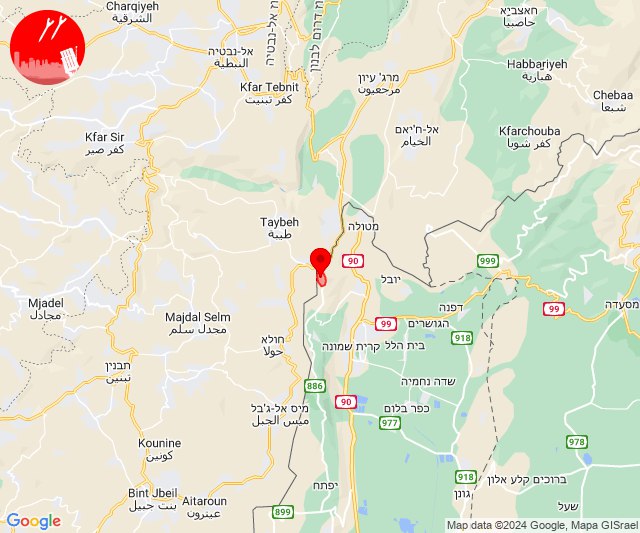 Charqiyeh
الشرقية
אל-נבטיה
النبطية
נוז דרום לבנון
Kfar Tebnit
كفر تبنيت
מרג' עיון
مرجعيون
חאצביא
حاصبيا
Habbariyeh
هبارية
Chebaa
شبعا
Kfarchouba
كفر شوبا
אל-ח'יאם
الخيام
Kfar Sir
كفر صير
Taybeh
طيبة
מטולה
90
999
יובל
Mjadel
مجادل
Majdal Selm
مجدل سلم
דפנה
99
מסעדה
99
הגושרים
918
חולא
حولا
קרית שמונה
בית הלל
תבנין
تبنين
שדה נחמיה
886
90
מיס אל-ג'בל
ميس الجبل
כפר בלום
977
Kounine
كونين
978
918
יפתח
גונן
ברוכים קלע אלון
Bint Jbeil
بنت جبيل
Aitaroun
عيترون
899
שעל
Google
Map data ©2024 Google, Mapa GISrael